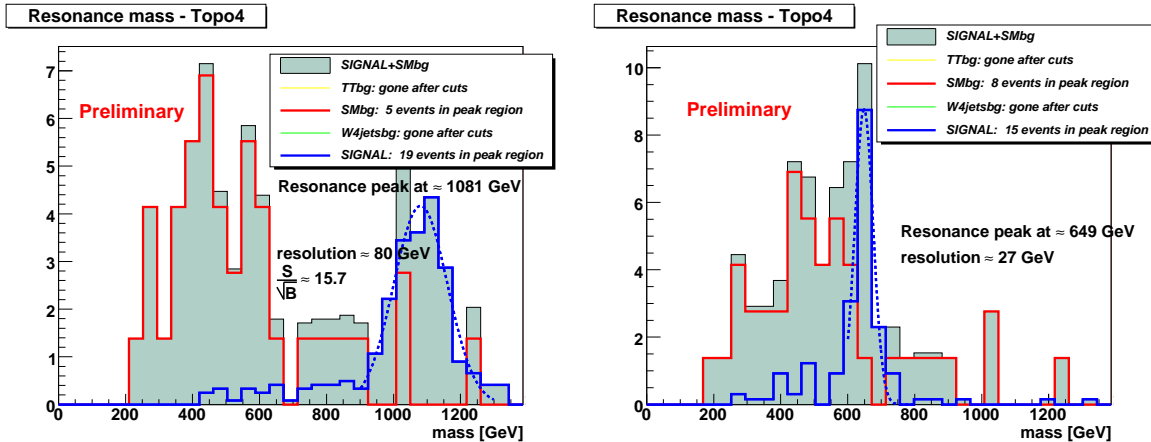 Resonance mass - Topo4
SIGNAL+SMbg
TTbg: gone after cuts
SMbg: 5 events in peak region
W4jetsbg: gone after cuts
SIGNAL: 19 events in peak region
Preliminary
Resonance peak at ≈ 1081 GeV
resolution ≈ 80 GeV
S/√B ≈ 15.7
7
6
5
4
3
2
1
0
0 200 400 600 800 1000 1200
mass [GeV]
Resonance mass - Topo4
SIGNAL+SMbg
TTbg: gone after cuts
SMbg: 8 events in peak region
W4jetsbg: gone after cuts
SIGNAL: 15 events in peak region
Preliminary
Resonance peak at ≈ 649 GeV
resolution ≈ 27 GeV
10
8
6
4
2
0
0 200 400 600 800 1000 1200
mass [GeV]